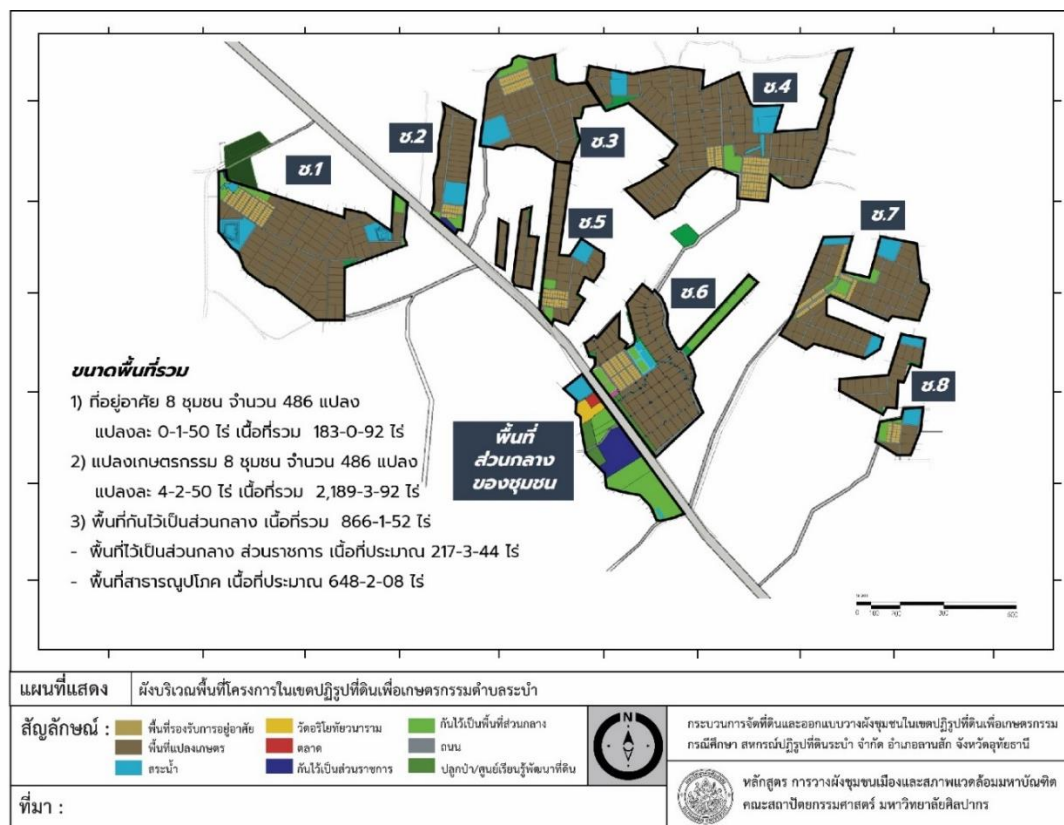 ช.1
ช.2
ช.3
ช.4
ช.5
ช.6
ช.7
ช.8
พื้นที่
ส่วนกลาง
ของชุมชน
ขนาดพื้นที่รวม
1) ที่อยู่อาศัย 8 ชุมชน จำนวน 486 แปลง
แปลงละ 0-1-50 ไร่ เนื้อที่รวม 183-0-92 ไร่
2) แปลงเกษตรกรรม 8 ชุมชน จำนวน 486 แปลง
แปลงละ 4-2-50 ไร่ เนื้อที่รวม 2,189-3-92 ไร่
3) พื้นที่กันไว้เป็นส่วนกลาง เนื้อที่รวม 866-1-52 ไร่
- พื้นที่ไว้เป็นส่วนกลาง ส่วนราชการ เนื้อที่ประมาณ 217-3-44 ไร่
- พื้นที่สาธารณูปโภค เนื้อที่ประมาณ 648-2-08 ไร่
แผนที่แสดง ผังบริเวณพื้นที่โครงการในเขตปฏิรูปที่ดินเพื่อเกษตรกรรมตำบลระบำ
สัญลักษณ์ :
พื้นที่รองรับการอยู่อาศัย
พื้นที่แปลงเกษตร
สระน้ำ
วัดอริโยทัยวนาราม
ตลาด
กันไว้เป็นส่วนราชการ
กันไว้เป็นพื้นที่ส่วนกลาง
ถนน
ปลูกป่า/ศูนย์เรียนรู้พัฒนาที่ดิน
N
กระบวนการจัดที่ดินและออกแบบวางผังชุมชนในเขตปฏิรูปที่ดินเพื่อเกษตรกรรม
กรณีศึกษา สหกรณ์ปฏิรูปที่ดินระบำ จำกัด อำเภอลานสัก จังหวัดอุทัยธานี
หลักสูตร การวางผังชุมชนเมืองและสภาพแวดล้อมมหาบัณฑิต
คณะสถาปัตยกรรมศาสตร์ มหาวิทยาลัยศิลปากร
ที่มา :